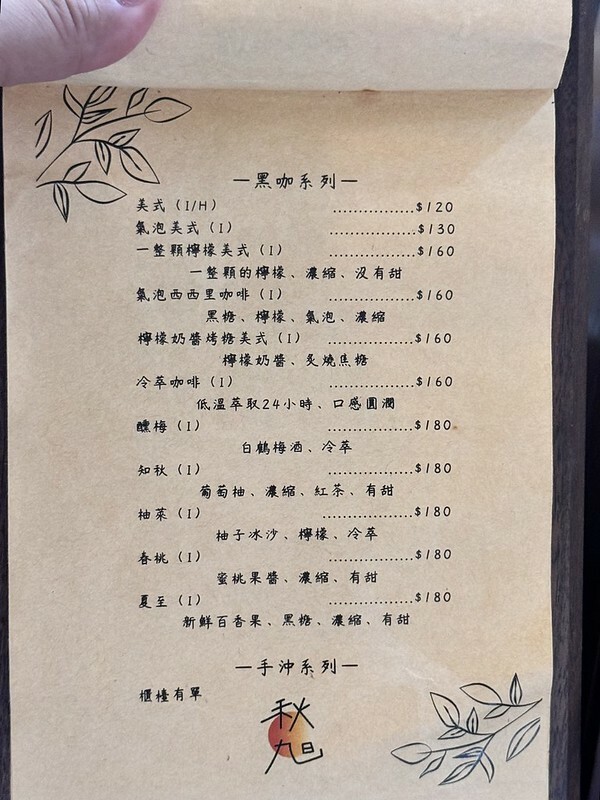 —黑咖系列—
美式（I/H）................$120
氣泡美式（I）................$130
一整顆檸檬美式（I）................$160
一整顆的檸檬、濃縮、沒有甜
氣泡西西里咖啡（I）................$160
黑糖、檸檬、氣泡、濃縮
檸檬奶醬烤糖美式（I）................$160
檸檬奶醬、炙燒焦糖
冷萃咖啡（I）................$160
低溫萃取24小時、口感圓潤
醺梅（I）................$180
白鶴梅酒、冷萃
知秋（I）................$180
葡萄柚、濃縮、紅茶、有甜
柚菉（I）................$180
柚子冰沙、檸檬、冷萃
春桃（I）................$180
蜜桃果醬、濃縮、有甜
夏至（I）................$180
新鮮百香果、黑糖、濃縮、有甜
—手沖系列—
櫃檯有單
秋
旭